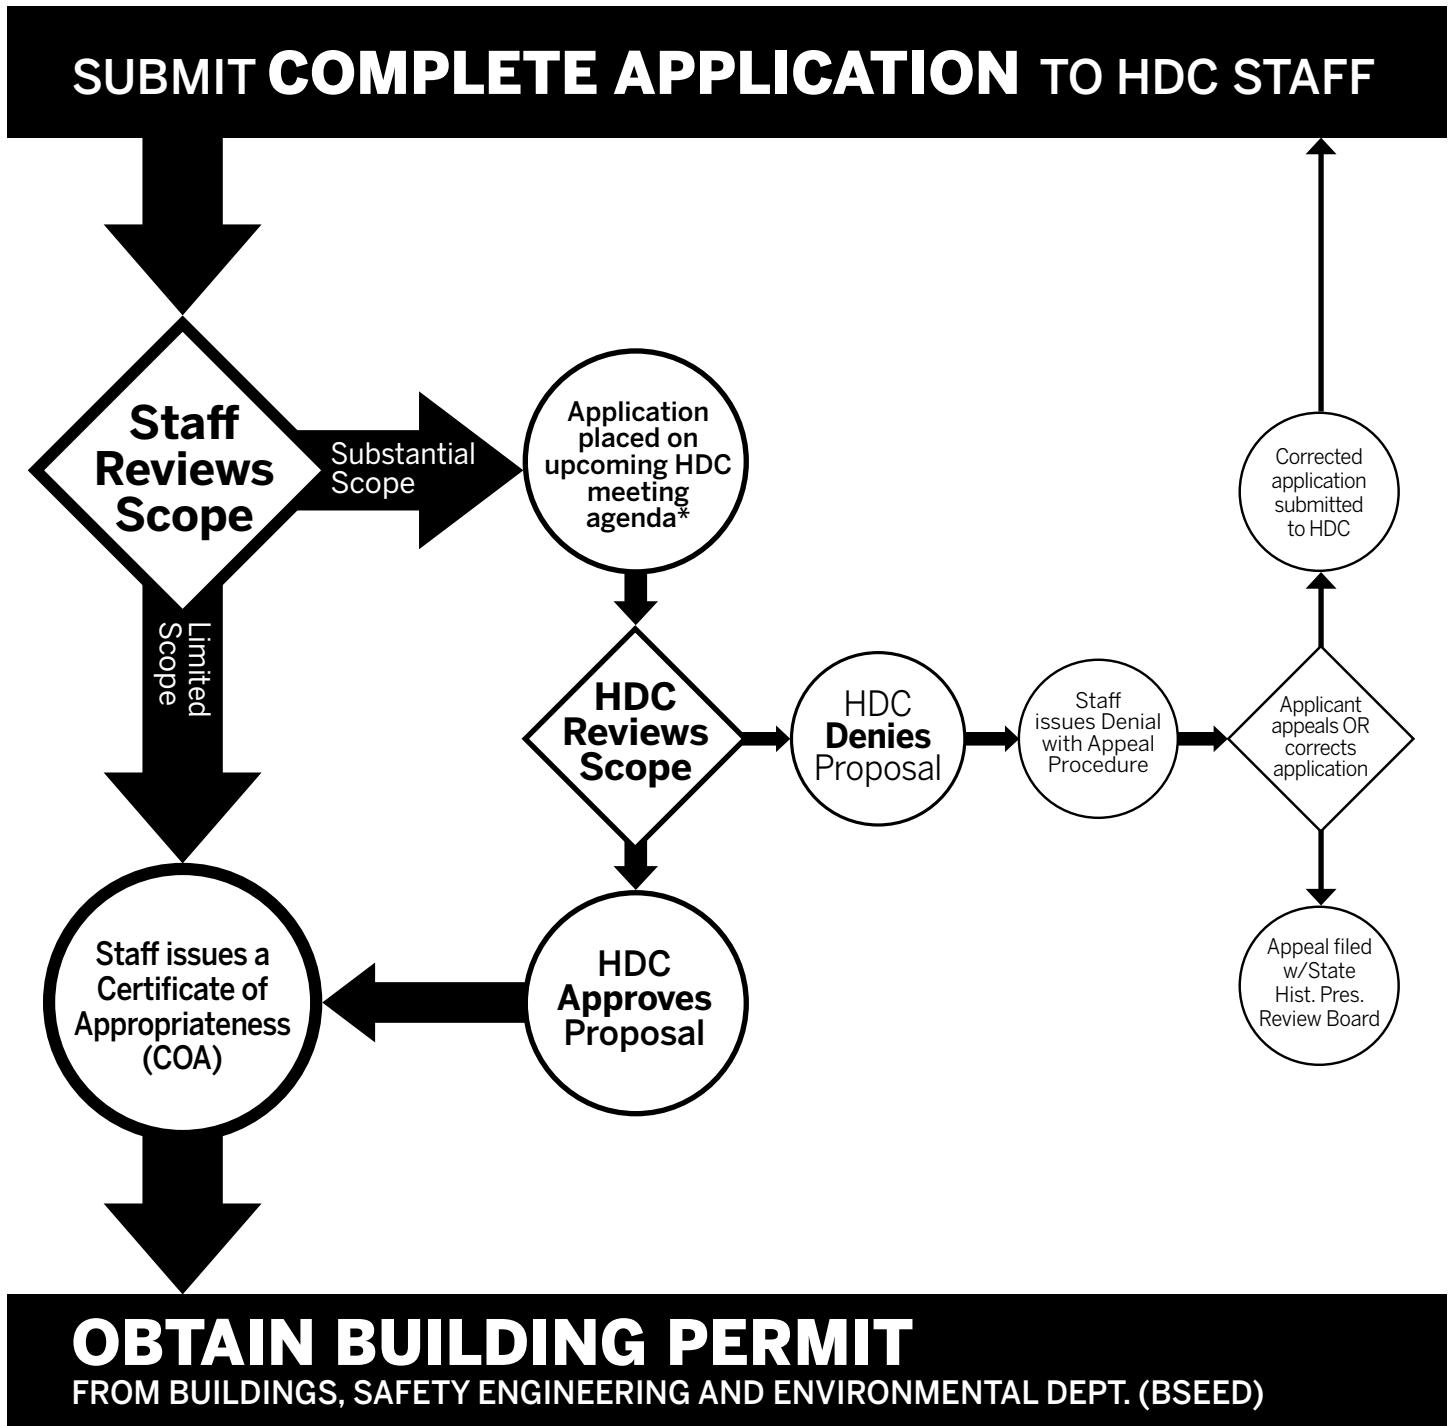 SUBMIT COMPLETE APPLICATION TO HDC STAFF
Staff
Reviews
Scope
Substantial
Scope
Application
placed on
upcoming HDC
meeting
agenda*
Corrected
application
submitted
to HDC
Limited
Scope
HDC
Reviews
Scope
HDC
Denies
Proposal
Staff
issues Denial
with Appeal
Procedure
Applicant
appeals OR
corrects
application
Staff issues a
Certificate of
Appropriateness
(COA)
HDC
Approves
Proposal
Appeal filed
w/State
Hist. Pres.
Review Board
OBTAIN BUILDING PERMIT
FROM BUILDINGS, SAFETY ENGINEERING AND ENVIRONMENTAL DEPT. (BSEED)